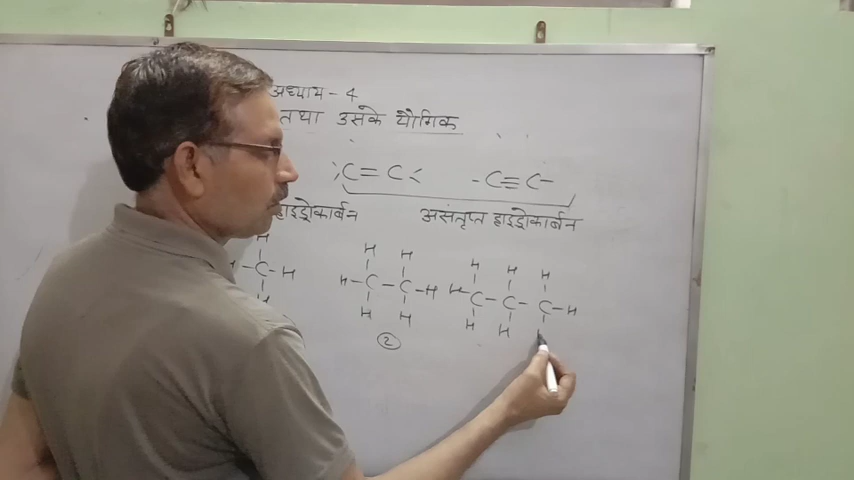 अध्याय - 4
तथा उसके यौगिक
C = C - C ≡ C -
हाइड्रोकार्बन असंतृप्त हाइड्रोकार्बन
H H H H H H
C - H H - C - C - H H - C - C - C - H
H H H H H
2